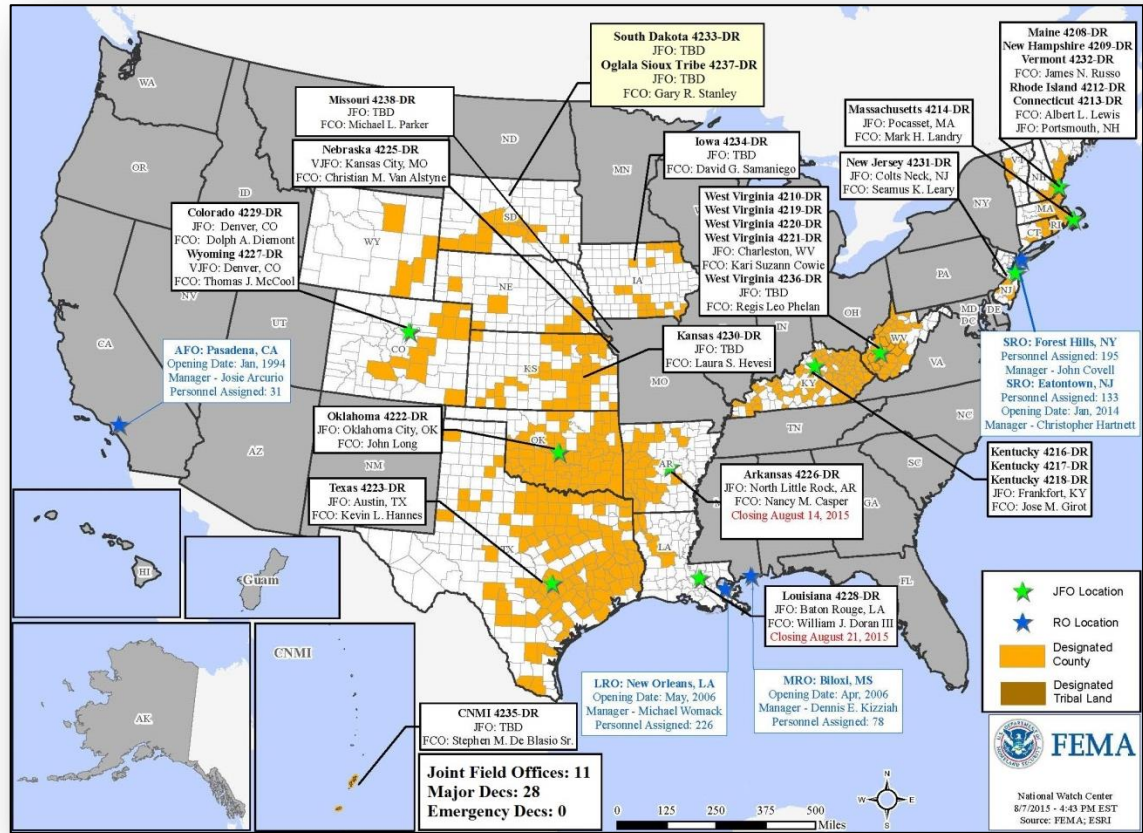 South Dakota 4233-DR
JFO: TBD
Oglala Sioux Tribe 4237-DR
JFO: TBD
FCO: Gary R. Stanley
Maine 4208-DR
New Hampshire 4209-DR
Vermont 4232-DR
FCO: James N. Russo
Rhode Island 4212-DR
Connecticut 4213-DR
FCO: Albert L. Lewis
JFO: Portsmouth, NH
Missouri 4238-DR
JFO: TBD
FCO: Michael L. Parker
Massachusetts 4214-DR
JFO: Pocasset, MA
FCO: Mark H. Landry
Nebraska 4225-DR
VJFO: Kansas City, MO
FCO: Christian M. Van Alstyne
Iowa 4234-DR
JFO: TBD
FCO: David G. Samaniego
New Jersey 4231-DR
JFO: Colts Neck, NJ
FCO: Seamus K. Leary
Colorado 4229-DR
JFO: Denver, CO
FCO: Dolph A. Diemont
Wyoming 4227-DR
VJFO: Denver, CO
FCO: Thomas J. McCool
West Virginia 4210-DR
West Virginia 4219-DR
West Virginia 4220-DR
West Virginia 4221-DR
JFO: Charleston, WV
FCO: Kari Suzann Cowie
West Virginia 4236-DR
JFO: TBD
FCO: Regis Leo Phelan
AFO: Pasadena, CA
Opening Date: Jan, 1994
Manager - Josie Arcurio
Personnel Assigned: 31
Kansas 4230-DR
JFO: TBD
FCO: Laura S. Hevesi
SRO: Forest Hills, NY
Personnel Assigned: 195
Manager - John Covell
SRO: Eatontown, NJ
Personnel Assigned: 133
Opening Date: Jan, 2014
Manager - Christopher Hartnett
Oklahoma 4222-DR
JFO: Oklahoma City, OK
FCO: John Long
Texas 4223-DR
JFO: Austin, TX
FCO: Kevin L. Hannes
Arkansas 4226-DR
JFO: North Little Rock, AR
FCO: Nancy M. Casper
Closing August 14, 2015
Kentucky 4216-DR
Kentucky 4217-DR
Kentucky 4218-DR
JFO: Frankfort, KY
FCO: Jose M. Girot
Louisiana 4228-DR
JFO: Baton Rouge, LA
FCO: William J. Doran III
Closing August 21, 2015
LRO: New Orleans, LA
Opening Date: May, 2006
Manager - Michael Womack
Personnel Assigned: 226
MRO: Biloxi, MS
Opening Date: Apr, 2006
Manager - Dennis E. Kizziah
Personnel Assigned: 78
CNMI 4235-DR
JFO: TBD
FCO: Stephen M. De Blasio Sr.
Joint Field Offices: 11
Major Decs: 28
Emergency Decs: 0
WA
OR
ID
NV
CA
UT
AZ
NM
WY
CO
ND
SD
NE
KS
OK
TX
MN
IA
MO
AR
LA
IN
OH
KY
TN
WV
VA
NC
SC
GA
FL
PA
NY
VT
NH
MA
RI
CT
NJ
MD
DE
DC
HI
Guam
AK
CNMI
JFO Location
RO Location
Designated
County
Designated
Tribal Land
FEMA
National Watch Center
8/7/2015 - 4:43 PM EST
Source: FEMA; ESRI
N
W
E
S
0
125
250
375
500
Miles